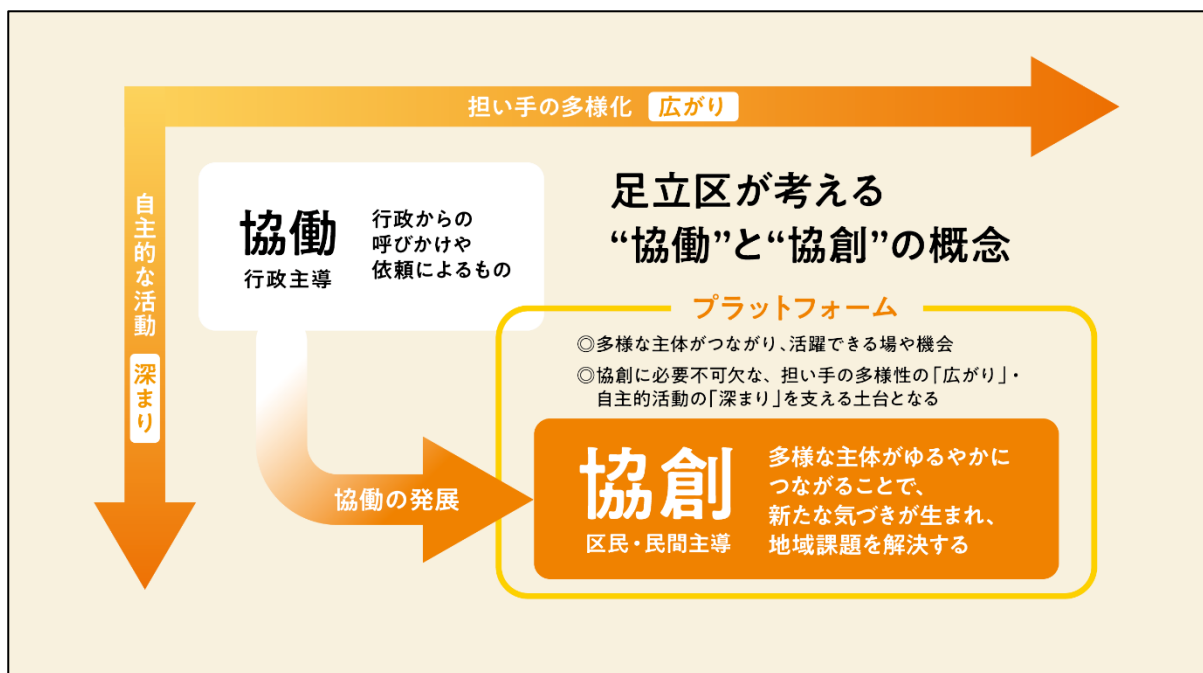 担い手の多様化 広がり
自主的な活動 深まり
足立区が考える
“協働”と“協創”の概念
協働
行政主導
行政からの
呼びかけや
依頼によるもの
協働の発展
プラットフォーム
◎多様な主体がつながり、活躍できる場や機会
◎協創に必要不可欠な、担い手の多様性の「広がり」・
自主的活動の「深まり」を支える土台となる
協創
区民・民間主導
多様な主体がゆるやかに
つながることで、
新たな気づきが生まれ、
地域課題を解決する